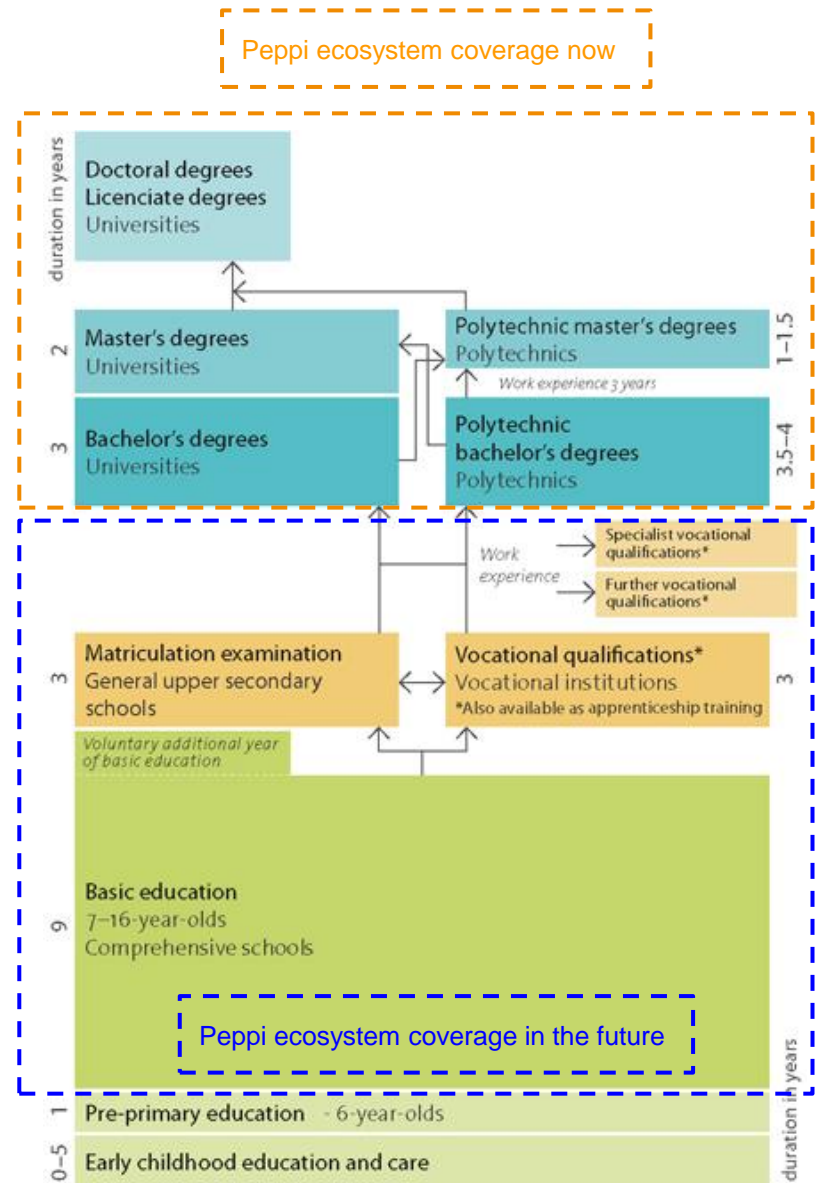 Peppi ecosystem coverage now
duration in years
Doctoral degrees
Licenciate degrees
Universities
2
Master's degrees
Universities
Polytechnic master's degrees
Polytechnics
1–1.5
Work experience 3 years
3
Bachelor's degrees
Universities
Polytechnic
bachelor's degrees
Polytechnics
3.5–4
Work
experience
Specialist vocational
qualifications*
Further vocational
qualifications*
3
Matriculation examination
General upper secondary
schools
Vocational qualifications*
Vocational institutions
*Also available as apprenticeship training
3
Voluntary additional year
of basic education
9
Basic education
7–16-year-olds
Comprehensive schools
Peppi ecosystem coverage in the future
1
Pre-primary education - 6-year-olds
0–5
Early childhood education and care
duration in years